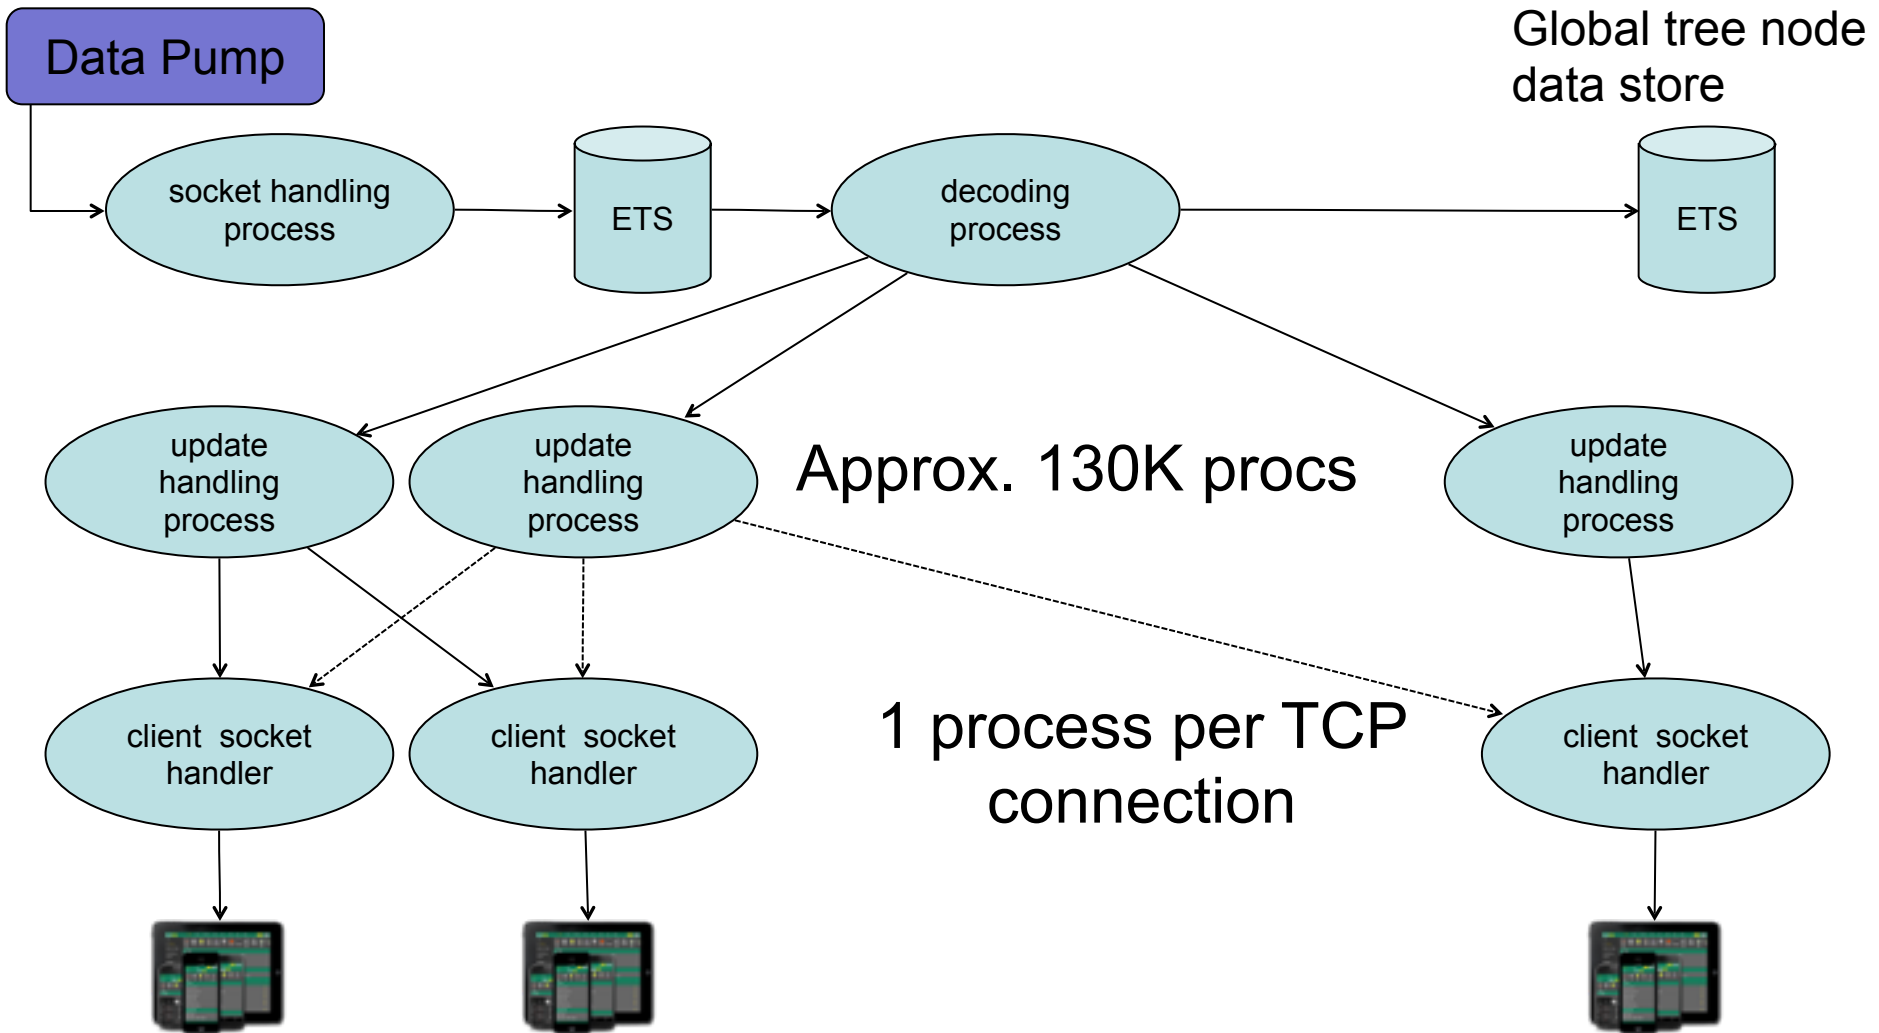 Data Pump
Global tree node
data store
socket handling
process
ETS
decoding
process
ETS
update
handling
process
update
handling
process
Approx. 130K procs
update
handling
process
client socket
handler
client socket
handler
1 process per TCP
connection
client socket
handler